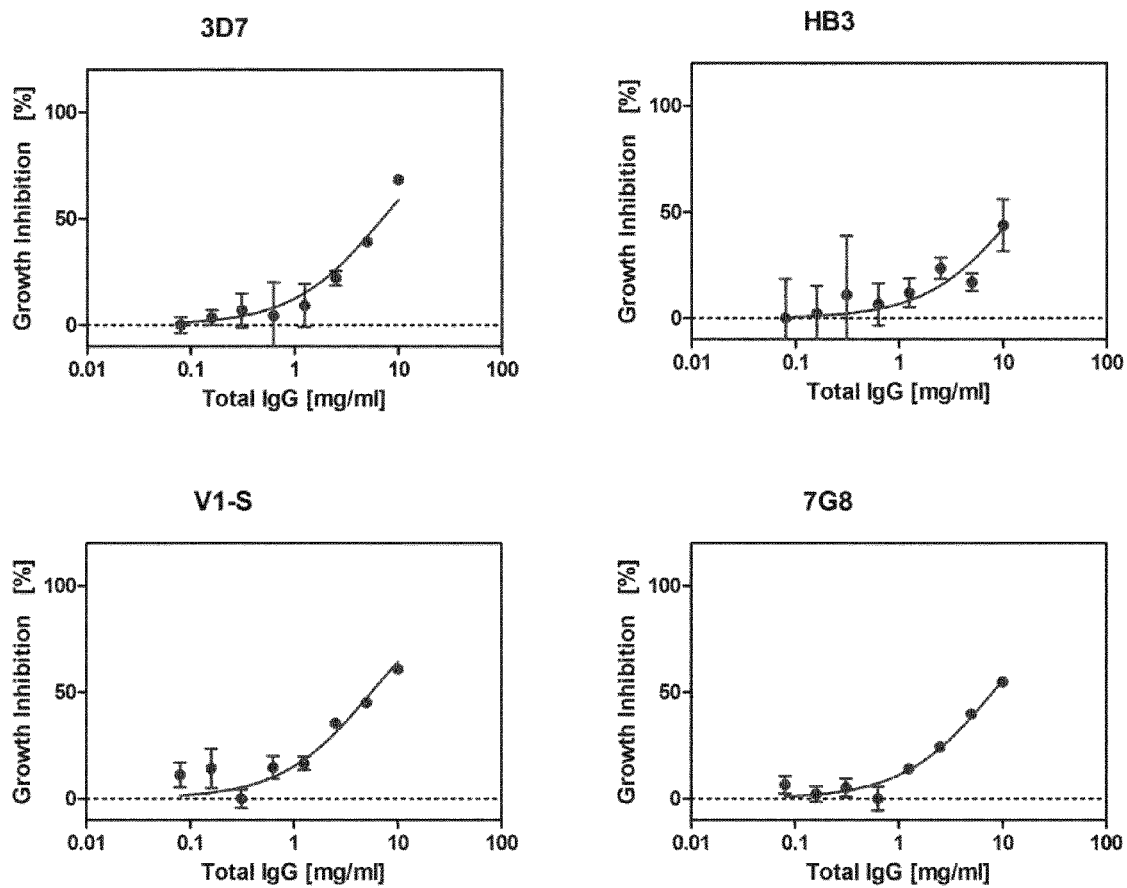 3D7
Growth Inhibition [%]
100
50
0
0.01 0.1 1 10 100
Total IgG [mg/ml]
HB3
Growth Inhibition [%]
100
50
0
0.01 0.1 1 10 100
Total IgG [mg/ml]
V1-S
Growth Inhibition [%]
100
50
0
0.01 0.1 1 10 100
Total IgG [mg/ml]
7G8
Growth Inhibition [%]
100
50
0
0.01 0.1 1 10 100
Total IgG [mg/ml]